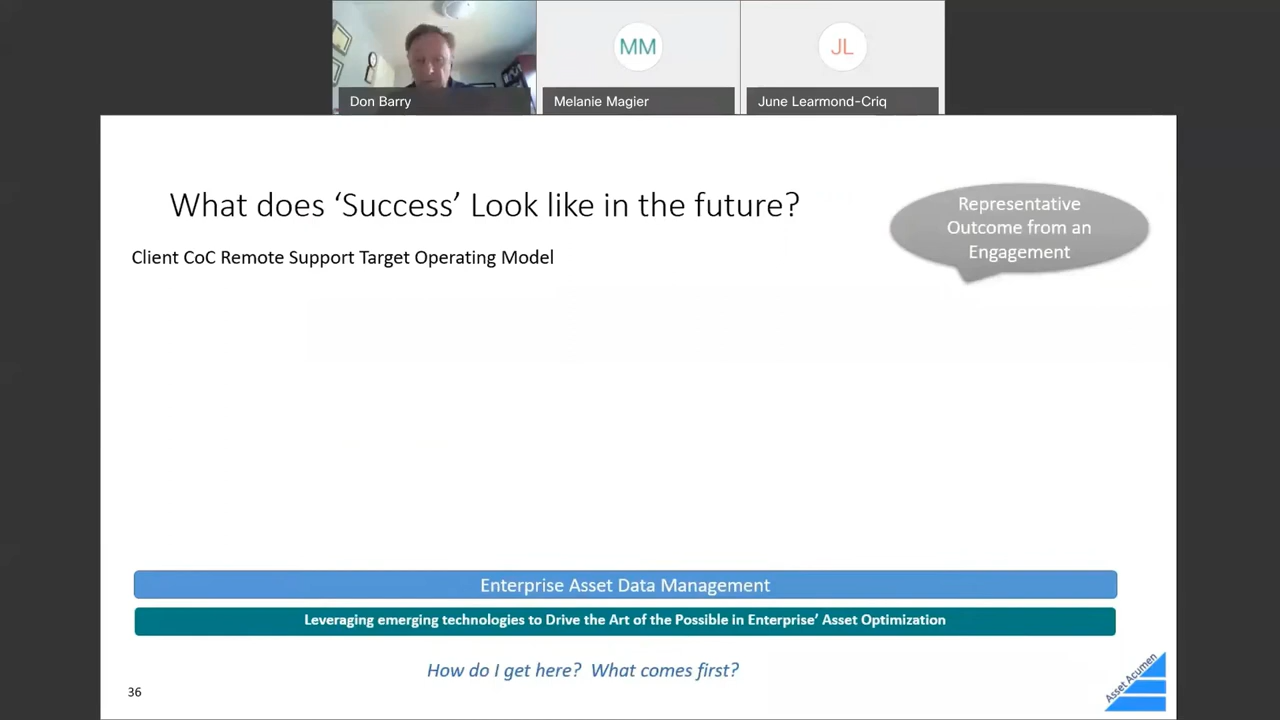 MM
JL
Don Barry
Melanie Magier
June Learmond-Criq
What does ‘Success’ Look like in the future?
Representative
Outcome from an
Engagement
Client CoC Remote Support Target Operating Model
Enterprise Asset Data Management
Leveraging emerging technologies to Drive the Art of the Possible in Enterprise’ Asset Optimization
How do I get here?  What comes first?
36
Asset Acumen